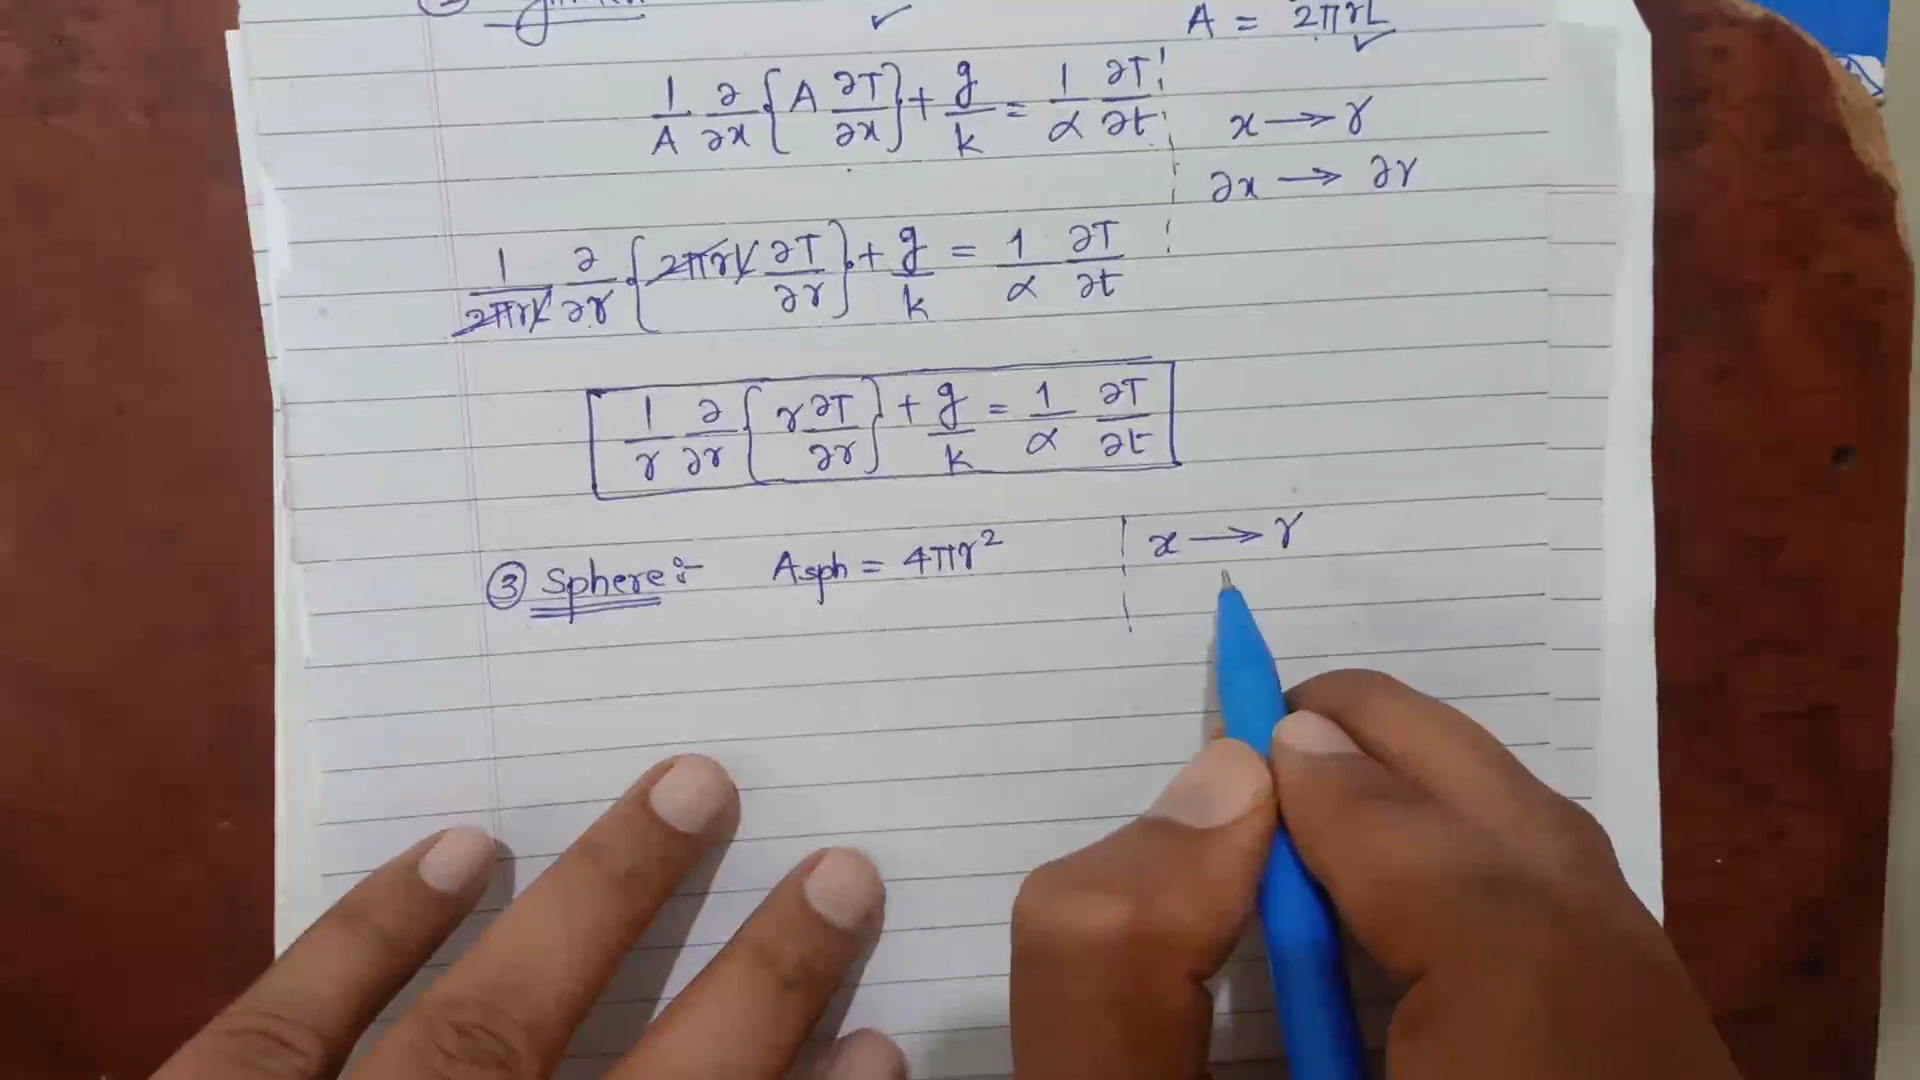 A = 2πrL
1/A ∂/∂x {A ∂T/∂x} + g/k = 1/α ∂T/∂t
x → r
∂x → ∂r
1/2πrL ∂/∂r {2πrL ∂T/∂r} + g/k = 1/α ∂T/∂t
1/r ∂/∂r {r ∂T/∂r} + g/k = 1/α ∂T/∂t
③ Sphere :- Asph = 4πr²
x → r